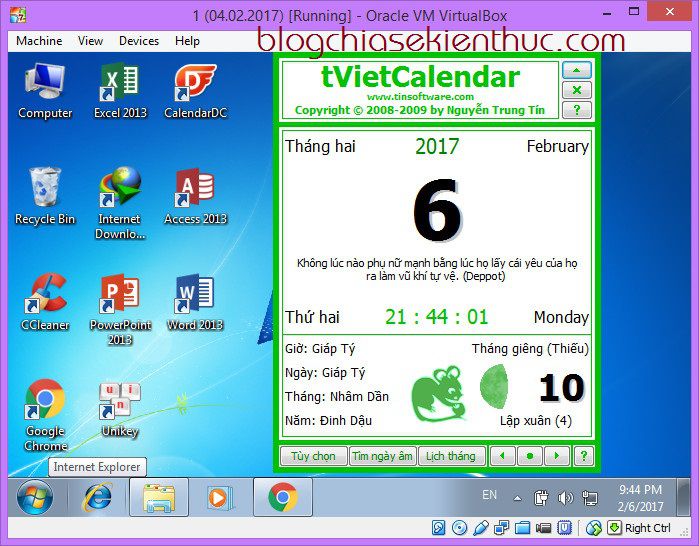 1 (04.02.2017) [Running] - Oracle VM VirtualBox
Machine View Devices Help
blogchiasekienthuc.com
Computer
Excel 2013
CalendarDC
Recycle Bin
Internet
Downlo...
Access 2013
CCleaner
PowerPoint
2013
Word 2013
Google
Chrome
Unikey
Internet Explorer
tVietCalendar
www.tinsoftware.com
Copyright © 2008-2009 by Nguyễn Trung Tín
?
Tháng hai 2017 February
6
Không lúc nào phụ nữ mạnh bằng lúc họ lấy cái yêu của họ
ra làm vũ khí tự vệ. (Deppot)
Thứ hai 21 : 44 : 01 Monday
Giờ: Giáp Tý
Ngày: Giáp Tý
Tháng: Nhâm Dần
Năm: Đinh Dậu
Tháng giêng (Thiếu)
10
Lập xuân (4)
Tùy chọn Tìm ngày âm Lịch tháng ?
EN
9:44 PM
2/6/2017
Right Ctrl